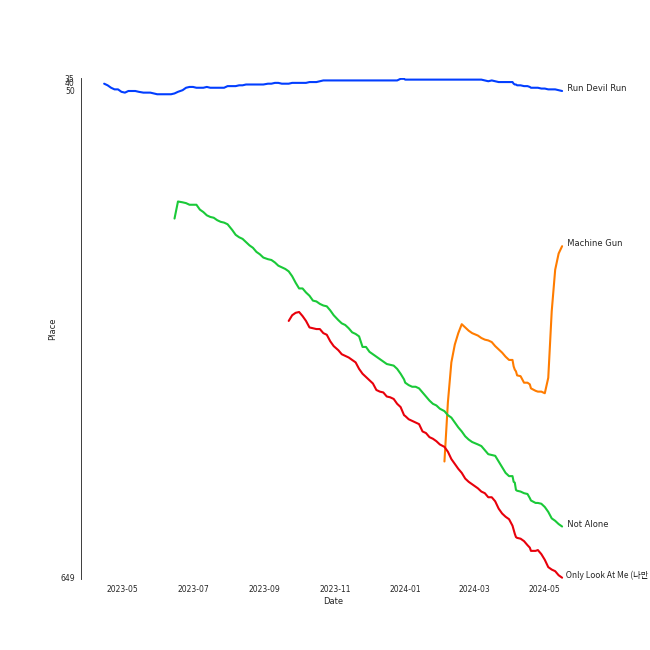 35
40
50
Run Devil Run
Machine Gun
Place
Not Alone
649
Only Look At Me (나만
2023-05 2023-07 2023-09 2023-11 2024-01 2024-03 2024-05
Date